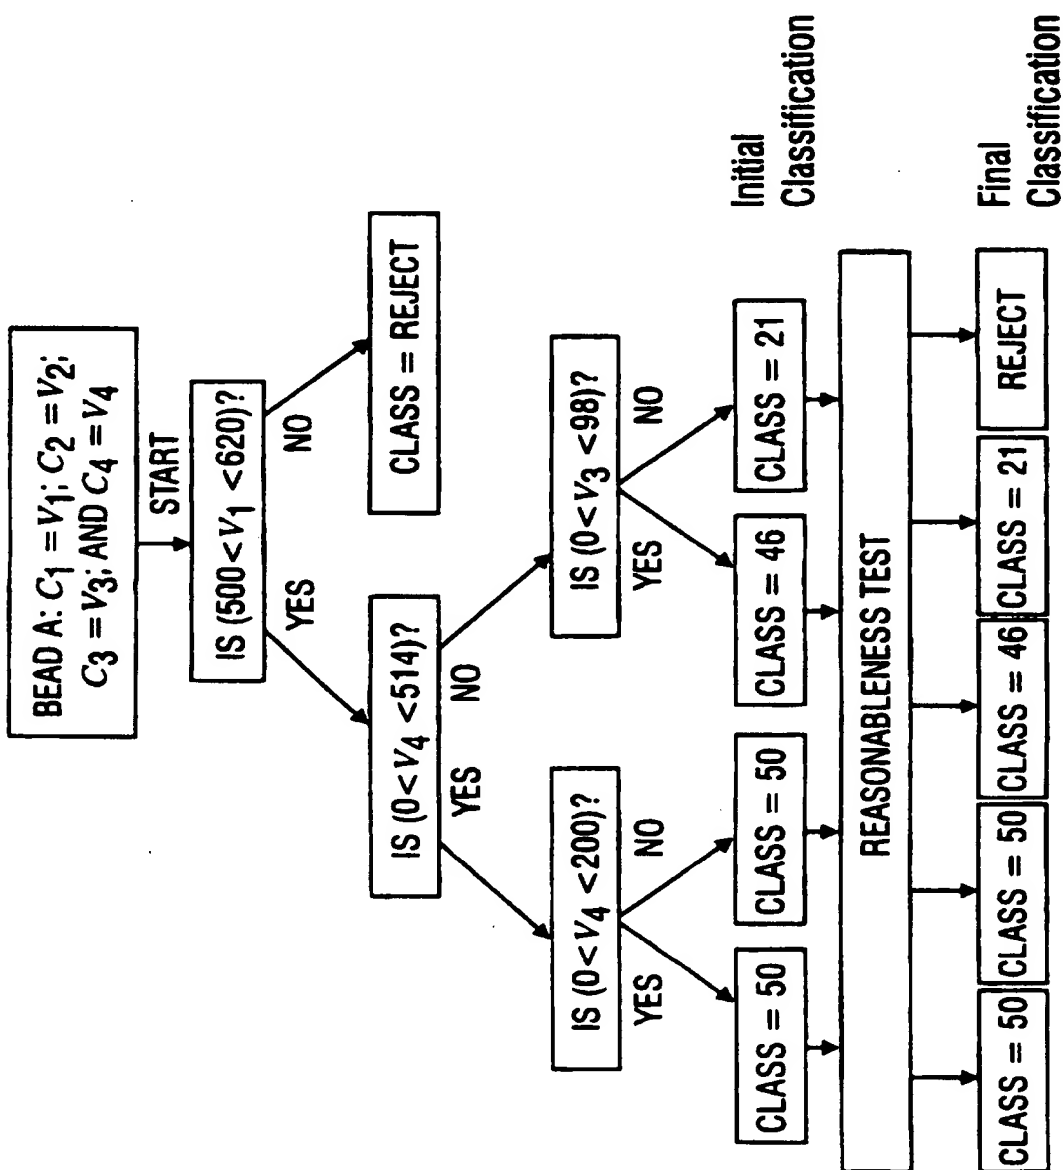 BEAD A: C₁ = V₁; C₂ = V₂;
C₃ = V₃; AND C₄ = V₄
START
IS (500< V₁ <620)?
YES
NO
IS (0< V₄ <514)?
CLASS = REJECT
YES
NO
IS (0< V₄ <200)?
IS (0< V₃ <98)?
YES
NO
YES
NO
CLASS = 50
CLASS = 50
CLASS = 46
CLASS = 21
Initial
Classification
REASONABLENESS TEST
CLASS = 50
CLASS = 50
CLASS = 46
CLASS = 21
REJECT
Final
Classification